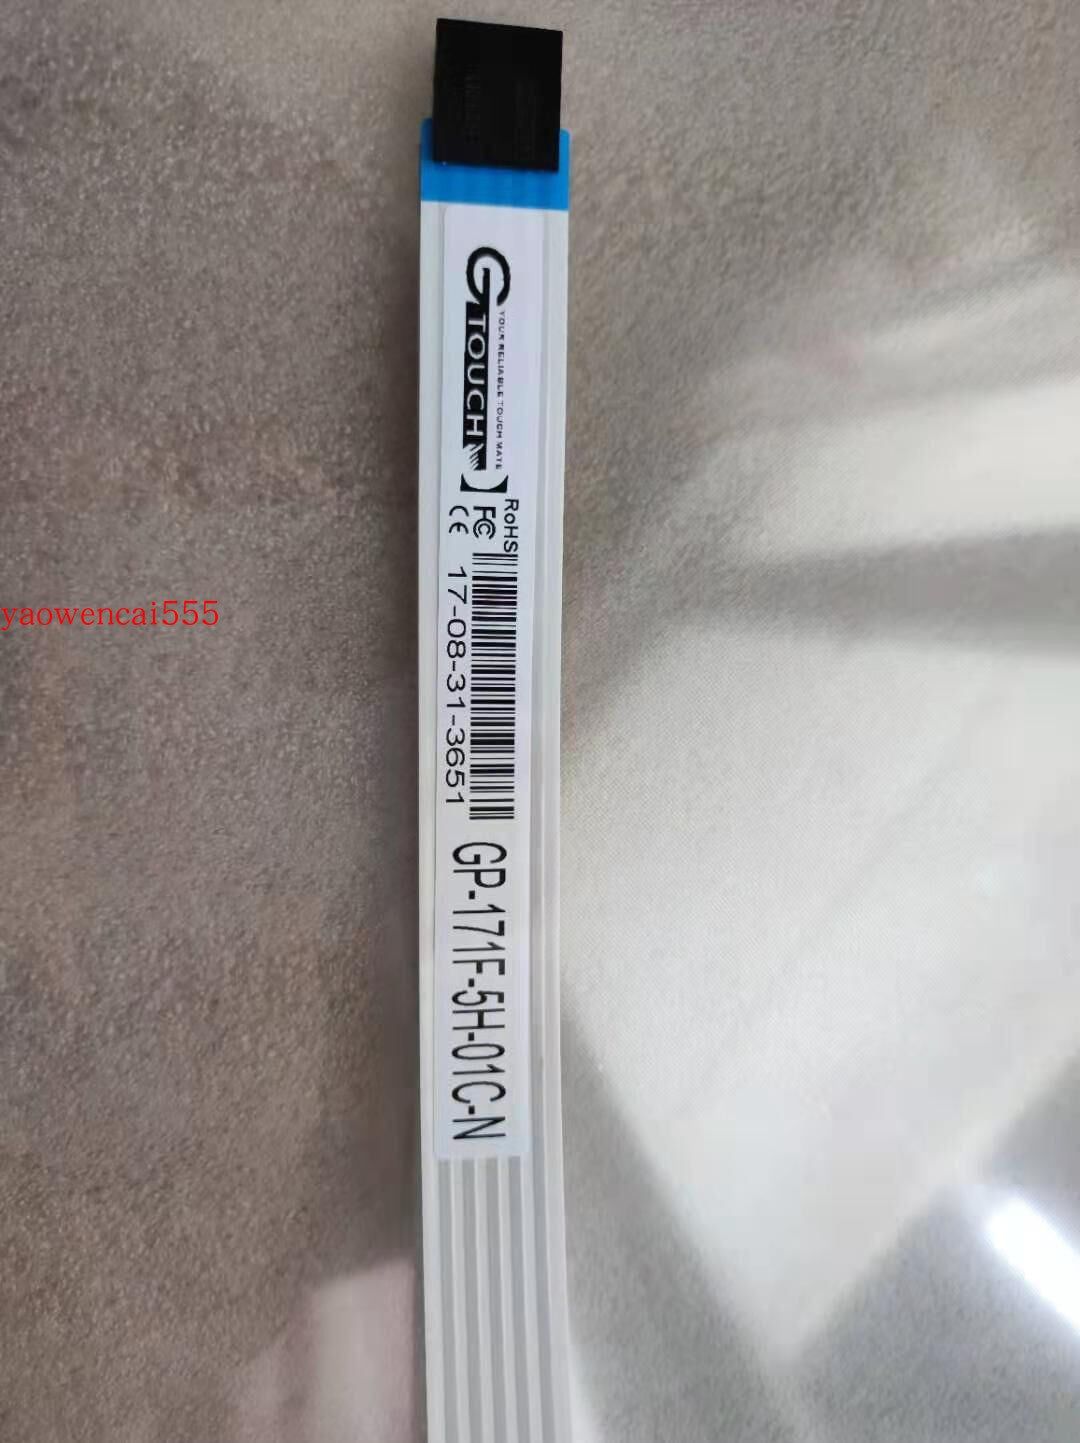 G
TOUCH
YOUR RELIABLE TOUCH MATE
RoHS
FC
CE
17-08-31-3651
GP-171F-5H-01C-N
yaowencai555